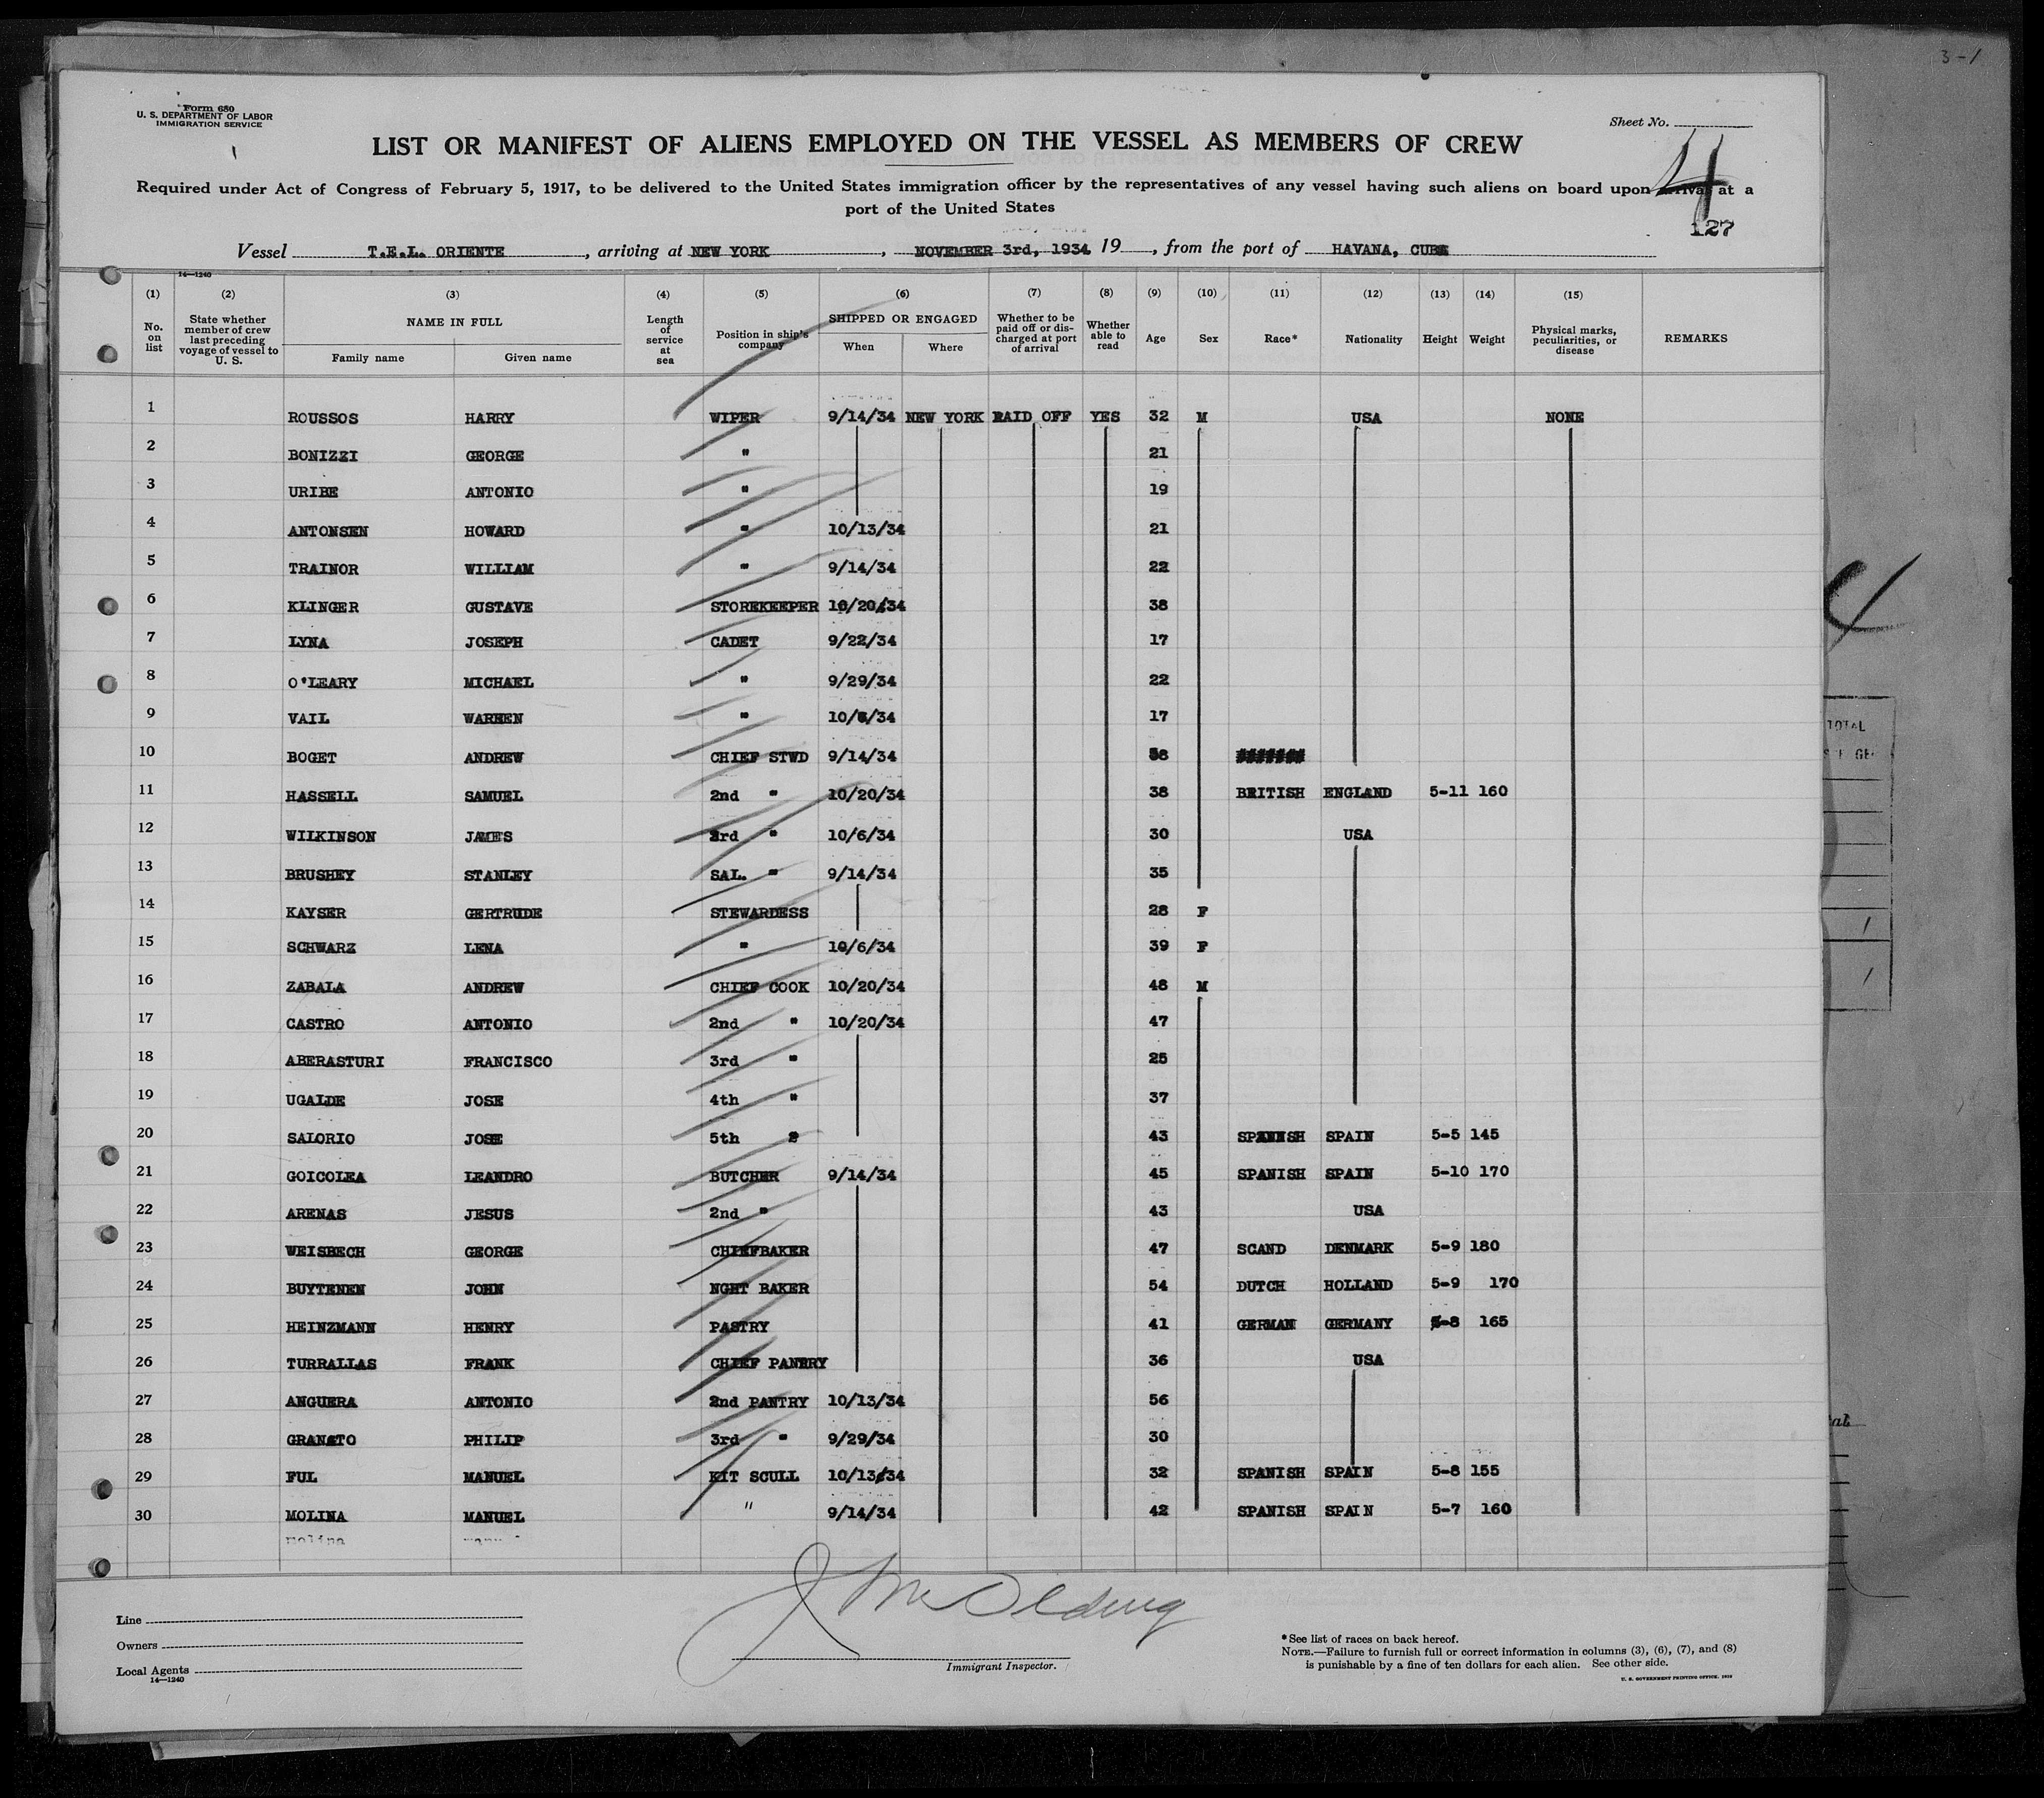 3-1
Form 680
U. S. DEPARTMENT OF LABOR
IMMIGRATION SERVICE
Sheet No.
4
LIST OR MANIFEST OF ALIENS EMPLOYED ON THE VESSEL AS MEMBERS OF CREW
Required under Act of Congress of February 5, 1917, to be delivered to the United States immigration officer by the representatives of any vessel having such aliens on board upon arrival at a
port of the United States
127
Vessel T.E.L. ORIENTE, arriving at NEW YORK, NOVEMBER 3rd, 1934 19, from the port of HAVANA, CUBA
14—1240
(1) (2) (3) (4) (5) (6) (7) (8) (9) (10) (11) (12) (13) (14) (15)
No. on list State whether member of crew last preceding voyage of vessel to U. S. NAME IN FULL Family name Given name Length of service at sea Position in ship's company SHIPPED OR ENGAGED When Where Whether to be paid off or discharged at port of arrival Whether able to read Age Sex Race* Nationality Height Weight Physical marks, peculiarities, or disease REMARKS
1 ROUSSOS HARRY WIPER 9/14/34 NEW YORK PAID OFF YES 32 M USA NONE
2 BONIZZI GEORGE " 21
3 URIBE ANTONIO " 19
4 ANTONSEN HOWARD " 10/13/34 21
5 TRAINOR WILLIAM " 9/14/34 22
6 KLINGER GUSTAVE STOREKEEPER 10/20/34 38
7 LYNA JOSEPH CADET 9/22/34 17
8 O'LEARY MICHAEL " 9/29/34 22
9 VAIL WARREN " 10/6/34 17
10 BOGET ANDREW CHIEF STWD 9/14/34 38
11 HASSELL SAMUEL 2nd " 10/20/34 38 BRITISH ENGLAND 5-11 160
12 WILKINSON JAMES 3rd " 10/6/34 30 USA
13 BRUSHEY STANLEY SAL. " 9/14/34 35
14 KAYSER GERTRUDE STEWARDESS 28 F
15 SCHWARZ LENA " 10/6/34 39 F
16 ZABALA ANDREW CHIEF COOK 10/20/34 48 M
17 CASTRO ANTONIO 2nd " 10/20/34 47
18 ABERASTURI FRANCISCO 3rd " 25
19 UGALDE JOSE 4th " 37
20 SALORIO JOSE 5th " 43 SPANISH SPAIN 5-5 145
21 GOICOLEA LEANDRO BUTCHER 9/14/34 45 SPANISH SPAIN 5-10 170
22 ARENAS JESUS 2nd " 43 USA
23 WEISBECH GEORGE CHIEFBAKER 47 SCAND DENMARK 5-9 180
24 BUYTENEN JOHN NGHT BAKER 54 DUTCH HOLLAND 5-9 170
25 HEINZMANN HENRY PASTRY 41 GERMAN GERMANY 5-8 165
26 TURRALLAS FRANK CHIEF PANTRY 36 USA
27 ANGUERA ANTONIO 2nd PANTRY 10/13/34 56
28 GRANATO PHILIP 3rd " 9/29/34 30
29 FUL MANUEL KIT SCULL 10/13/34 32 SPANISH SPAIN 5-8 155
30 MOLINA MANUEL " 9/14/34 42 SPANISH SPAIN 5-7 160
molina
Line
Owners
Local Agents
14—1240
Immigrant Inspector.
*See list of races on back hereof.
NOTE.—Failure to furnish full or correct information in columns (3), (6), (7), and (8)
is punishable by a fine of ten dollars for each alien. See other side.
U. S. GOVERNMENT PRINTING OFFICE
4
TOTAL